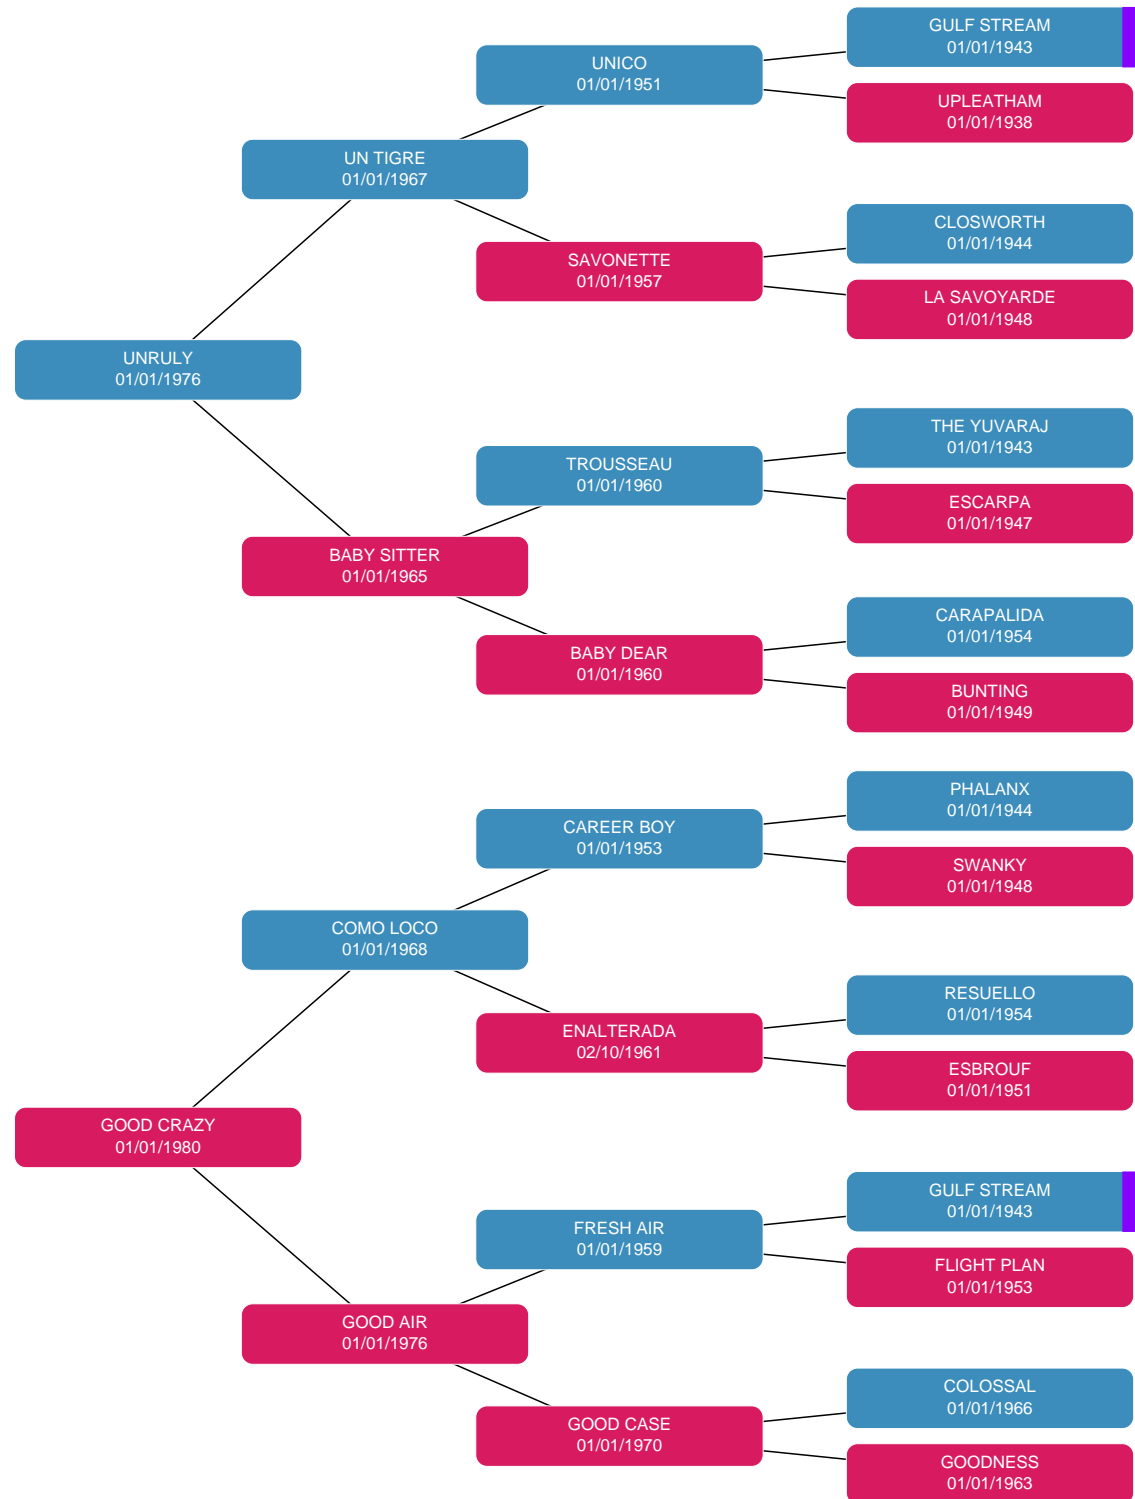 GULF STREAM
01/01/1943
UNICO
01/01/1951
UPLEATHAM
01/01/1938
UN TIGRE
01/01/1967
CLOSWORTH
01/01/1944
SAVONETTE
01/01/1957
LA SAVOYARDE
01/01/1948
UNRULY
01/01/1976
THE YUVARAJ
01/01/1943
TROUSSEAU
01/01/1960
ESCARPA
01/01/1947
BABY SITTER
01/01/1965
CARAPALIDA
01/01/1954
BABY DEAR
01/01/1960
BUNTING
01/01/1949
PHALANX
01/01/1944
CAREER BOY
01/01/1953
SWANKY
01/01/1948
COMO LOCO
01/01/1968
RESUELLO
01/01/1954
ENALTERADA
02/10/1961
ESBROUF
01/01/1951
GOOD CRAZY
01/01/1980
GULF STREAM
01/01/1943
FRESH AIR
01/01/1959
FLIGHT PLAN
01/01/1953
GOOD AIR
01/01/1976
COLOSSAL
01/01/1966
GOOD CASE
01/01/1970
GOODNESS
01/01/1963